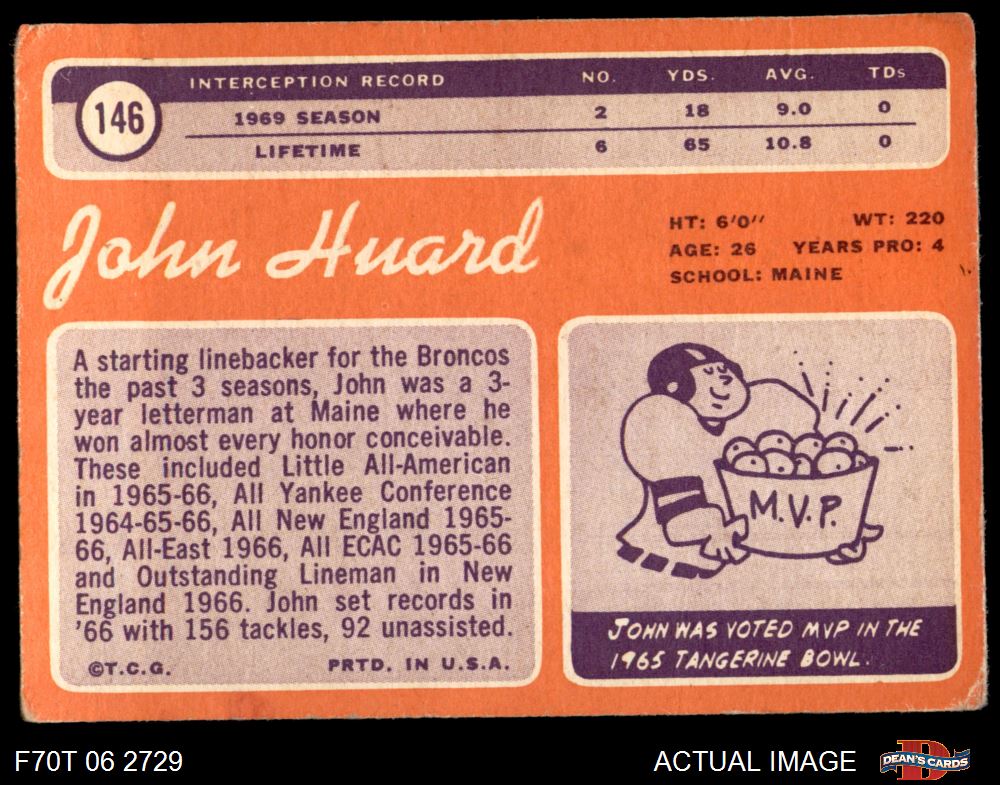 146
INTERCEPTION RECORD NO. YDS. AVG. TDs
1969 SEASON 2 18 9.0 0
LIFETIME 6 65 10.8 0
John Huard
HT: 6'0" WT: 220
AGE: 26 YEARS PRO: 4
SCHOOL: MAINE
A starting linebacker for the Broncos
the past 3 seasons, John was a 3-
year letterman at Maine where he
won almost every honor conceivable.
These included Little All-American
in 1965-66, All Yankee Conference
1964-65-66, All New England 1965-
66, All-East 1966, All ECAC 1965-66
and Outstanding Lineman in New
England 1966. John set records in
'66 with 156 tackles, 92 unassisted.
©T.C.G. PRTD. IN U.S.A.
M.V.P.
JOHN WAS VOTED MVP IN THE
1965 TANGERINE BOWL.
F70T 06 2729 ACTUAL IMAGE
D
DEAN'S CARDS